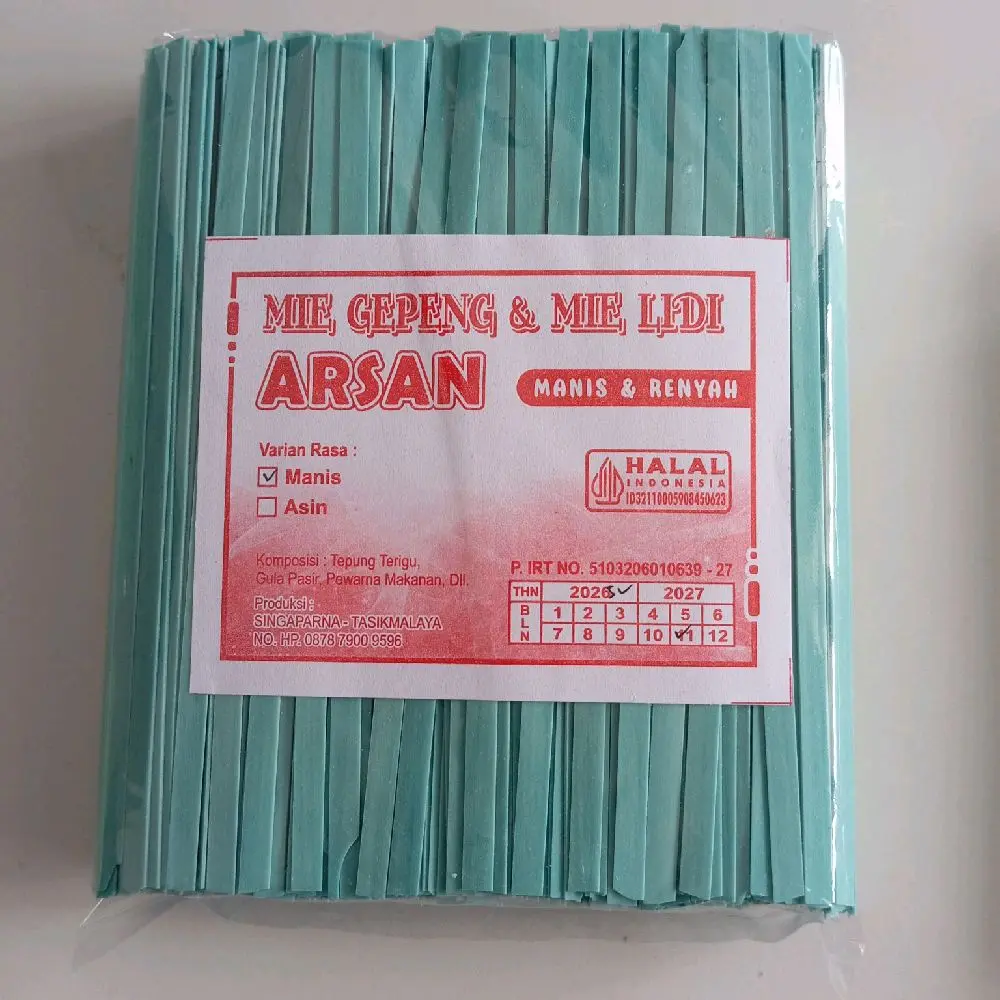 MIE GEPENG & MIE LIDI
ARSAN
MANIS & RENYAH
Varian Rasa :
Manis
Asin
HALAL
INDONESIA
ID32110005908450623
Komposisi : Tepung Terigu,
Gula Pasir, Pewarna Makanan, Dll.
Produksi :
SINGAPARNA - TASIKMALAYA
NO. HP. 0878 7900 9596
P. IRT NO. 5103206010639 - 27
THN 2026 2027
BLN 1 2 3 4 5 6
7 8 9 10 11 12